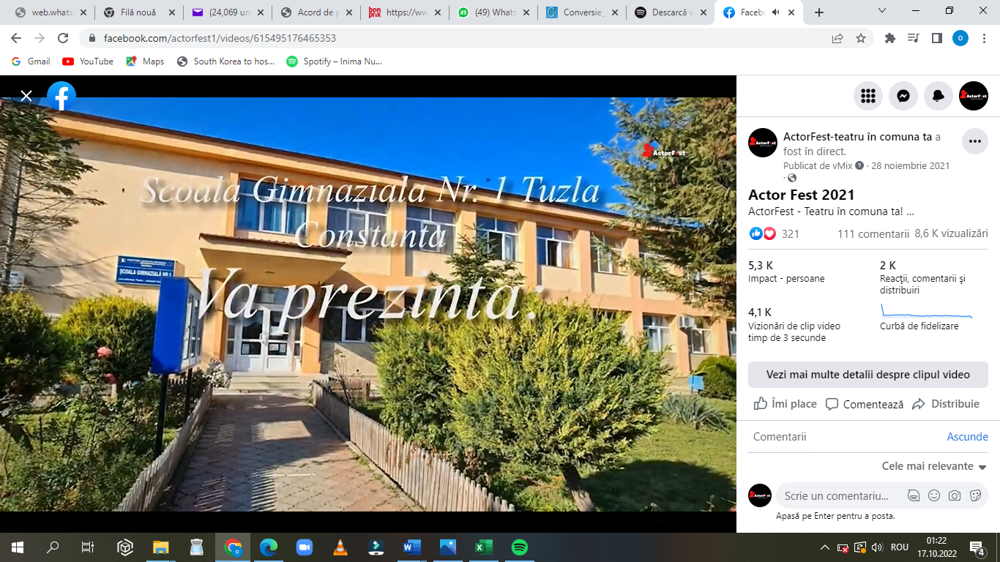 web.whats
Filă nouă
(24,069 un
Acord de p
https://ww
(49) Whats
Conversie_
Descarcă v
Facebo
facebook.com/actorfest1/videos/615495176465353
Gmail
YouTube
Maps
South Korea to hos...
Spotify – Inima Nu...
ActorFest
Scoala Gimnaziala Nr. 1 Tuzla
Constanta
Va prezinta:
ȘCOALA GIMNAZIALĂ NR.1
ActorFest-teatru în comuna ta a
fost în direct.
Publicat de vMix · 28 noiembrie 2021
Actor Fest 2021
ActorFest - Teatru în comuna ta! ...
321 111 comentarii 8,6 K vizualizări
5,3 K
Impact - persoane
2 K
Reacţii, comentarii şi
distribuiri
4,1 K
Vizionări de clip video
timp de 3 secunde
Curbă de fidelizare
Vezi mai multe detalii despre clipul video
Îmi place Comentează Distribuie
Comentarii Ascunde
Cele mai relevante
Scrie un comentariu...
Apasă pe Enter pentru a posta.
ROU
01:22
17.10.2022
4